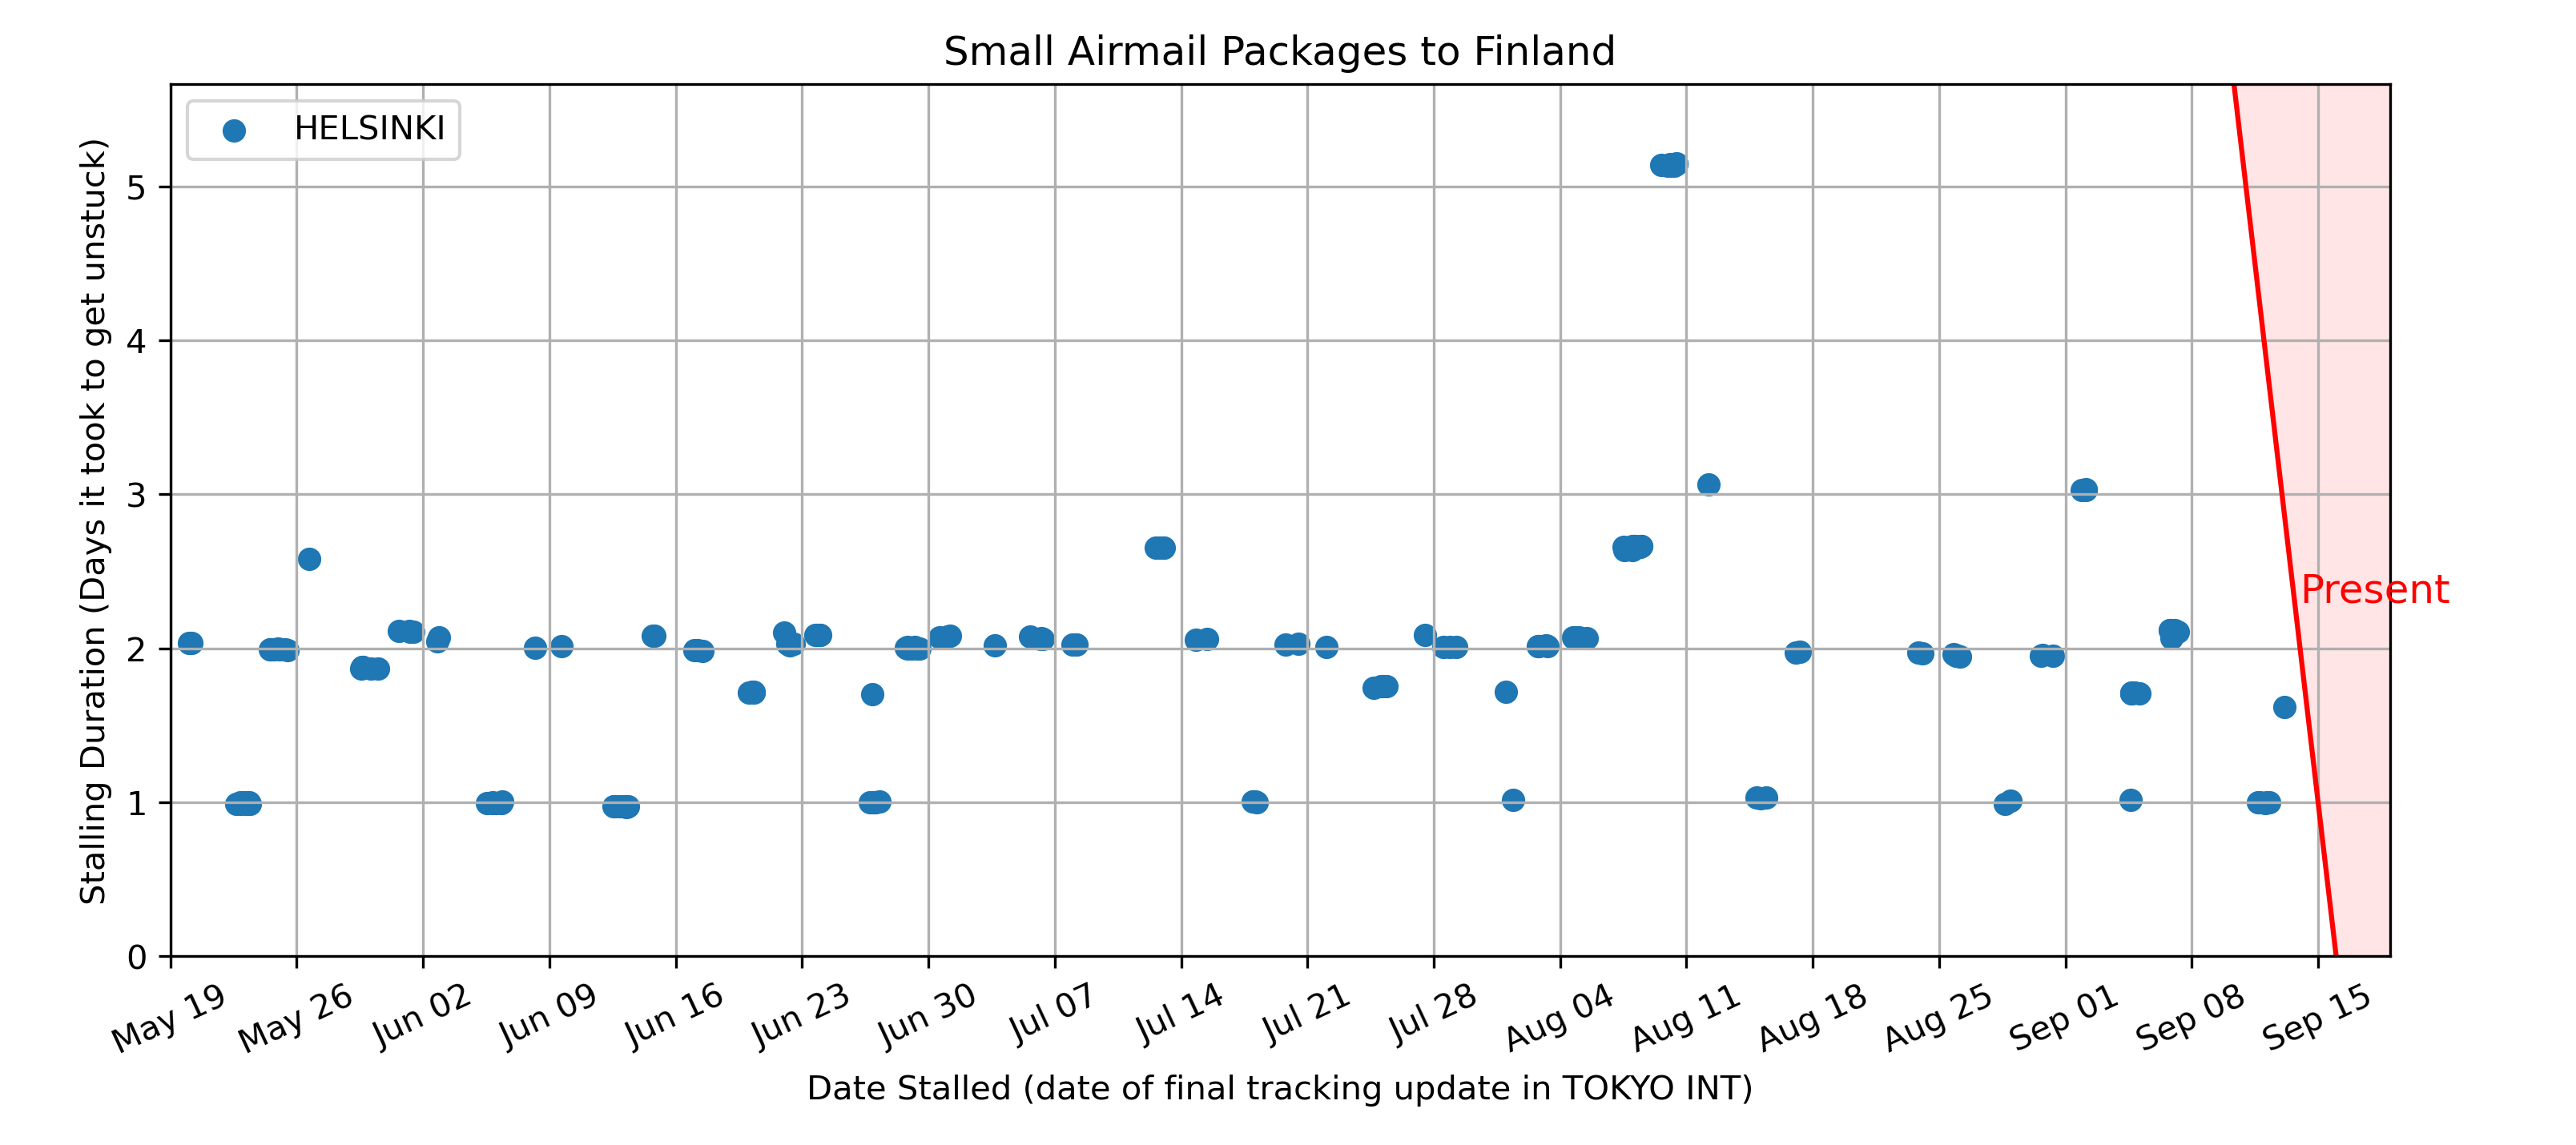 Small Airmail Packages to Finland
HELSINKI
Stalling Duration (Days it took to get unstuck)
5
4
3
2
1
0
Present
May 19
May 26
Jun 02
Jun 09
Jun 16
Jun 23
Jun 30
Jul 07
Jul 14
Jul 21
Jul 28
Aug 04
Aug 11
Aug 18
Aug 25
Sep 01
Sep 08
Sep 15
Date Stalled (date of final tracking update in TOKYO INT)